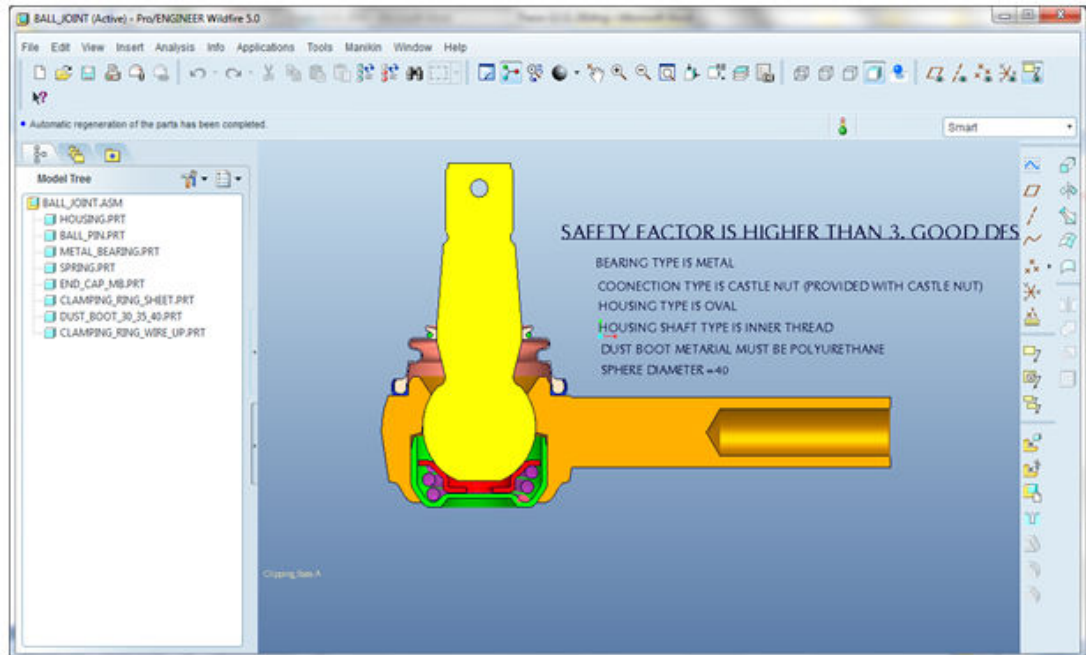 BALL_JOINT (Active) - Pro/ENGINEER Wildfire 5.0
File Edit View Insert Analysis Info Applications Tools Manikin Window Help
Automatic regeneration of the parts has been completed.
Smart
Model Tree
BALL_JOINT.ASM
HOUSING.PRT
BALL_PIN.PRT
METAL_BEARING.PRT
SPRING.PRT
END_CAP_MB.PRT
CLAMPING_RING_SHEET.PRT
DUST_BOOT_30_35_40.PRT
CLAMPING_RING_WIRE_UP.PRT
SAFETY FACTOR IS HIGHER THAN 3. GOOD DES
BEARING TYPE IS METAL
COONECTION TYPE IS CASTLE NUT (PROVIDED WITH CASTLE NUT)
HOUSING TYPE IS OVAL
HOUSING SHAFT TYPE IS INNER THREAD
DUST BOOT METARIAL MUST BE POLYURETHANE
SPHERE DIAMETER =40